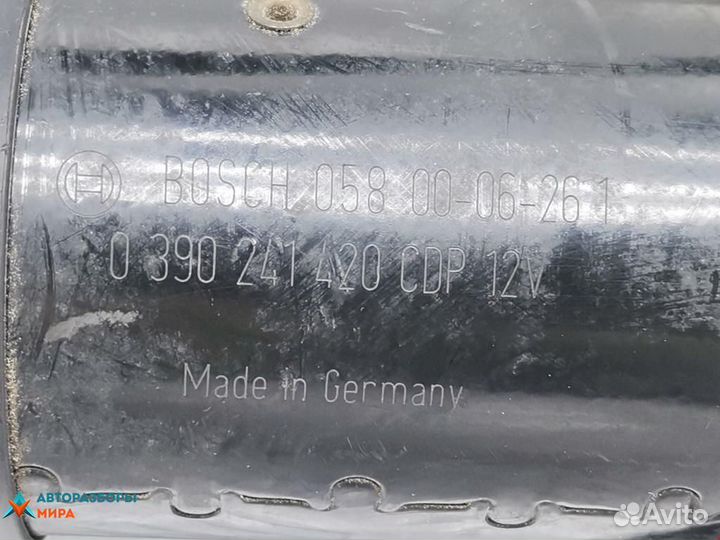 BOSCH 058 00-06-26 1
0 390 241 420 CDP 12V
Made in Germany
АВТОРАЗБОРЫ
МИРА
Avito